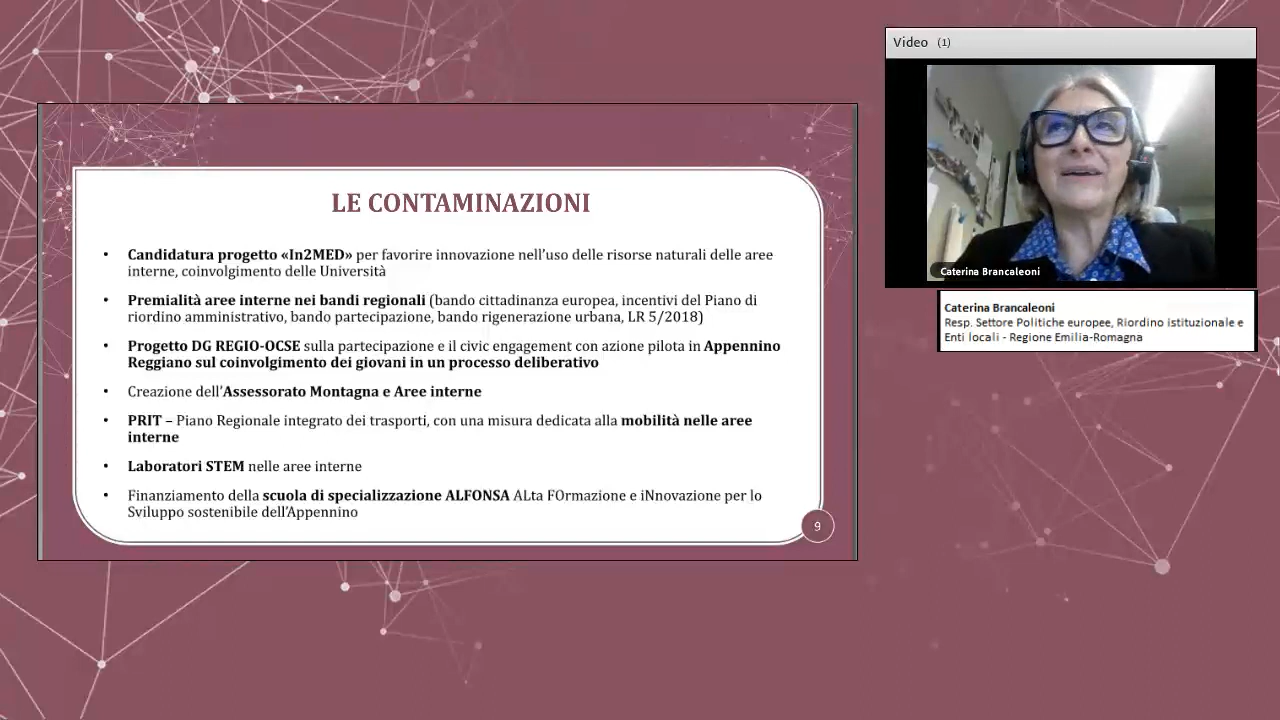 LE CONTAMINAZIONI
• Candidatura progetto «In2MED» per favorire innovazione nell'uso delle risorse naturali delle aree
interne, coinvolgimento delle Università
• Premialità aree interne nei bandi regionali (bando cittadinanza europea, incentivi del Piano di
riordino amministrativo, bando partecipazione, bando rigenerazione urbana, LR 5/2018)
• Progetto DG REGIO-OCSE sulla partecipazione e il civic engagement con azione pilota in Appennino
Reggiano sul coinvolgimento dei giovani in un processo deliberativo
• Creazione dell'Assessorato Montagna e Aree interne
• PRIT – Piano Regionale integrato dei trasporti, con una misura dedicata alla mobilità nelle aree
interne
• Laboratori STEM nelle aree interne
• Finanziamento della scuola di specializzazione ALFONSA ALta FOrmazione e iNnovazione per lo
Sviluppo sostenibile dell'Appennino
9
Video (1)
Caterina Brancaleoni
Caterina Brancaleoni
Resp. Settore Politiche europee, Riordino istituzionale e
Enti locali - Regione Emilia-Romagna